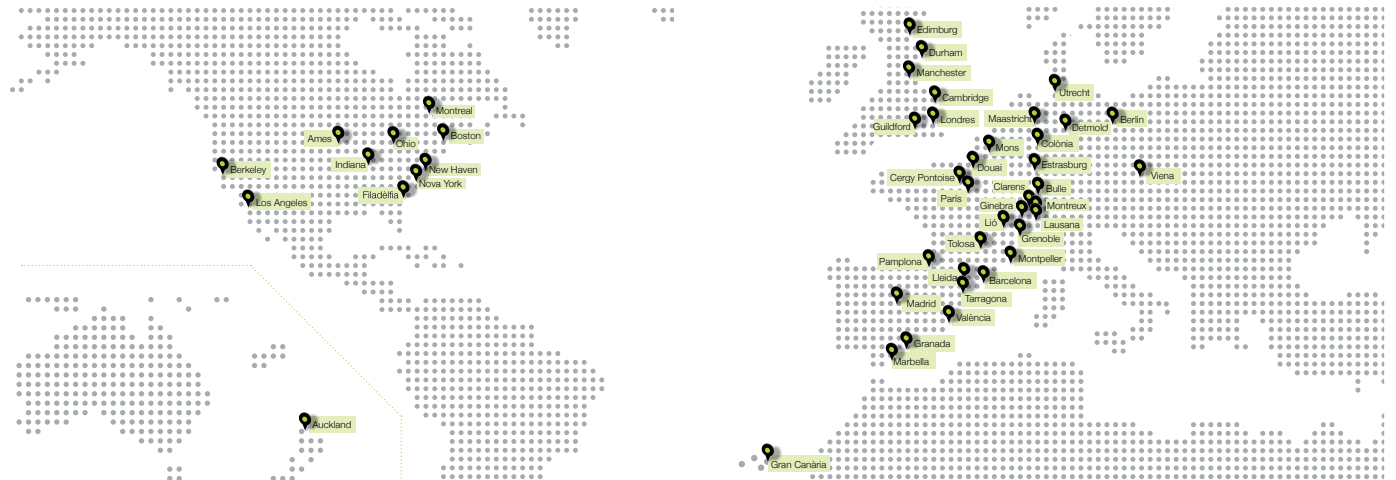 Montreal
Ames
Ohio
Boston
Indiana
Berkeley
New Haven
Nova York
Filadèlfia
Los Angeles
Auckland
Edimburg
Durham
Manchester
Utrecht
Cambridge
Guildford
Londres
Maastricht
Detmold
Berlin
Mons
Colònia
Douai
Estrasburg
Cergy Pontoise
Viena
París
Clarens
Bulle
Ginebra
Montreux
Lió
Lausana
Grenoble
Tolosa
Montpeller
Pamplona
Lleida
Barcelona
Madrid
Tarragona
València
Granada
Marbella
Gran Canària